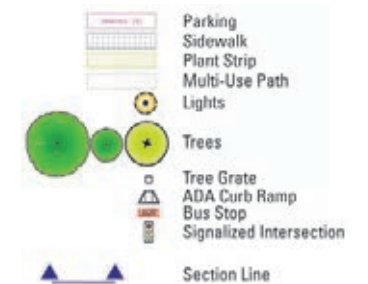 Parking
Sidewalk
Plant Strip
Multi-Use Path
Lights
Trees
Tree Grate
ADA Curb Ramp
Bus Stop
Signalized Intersection
Section Line